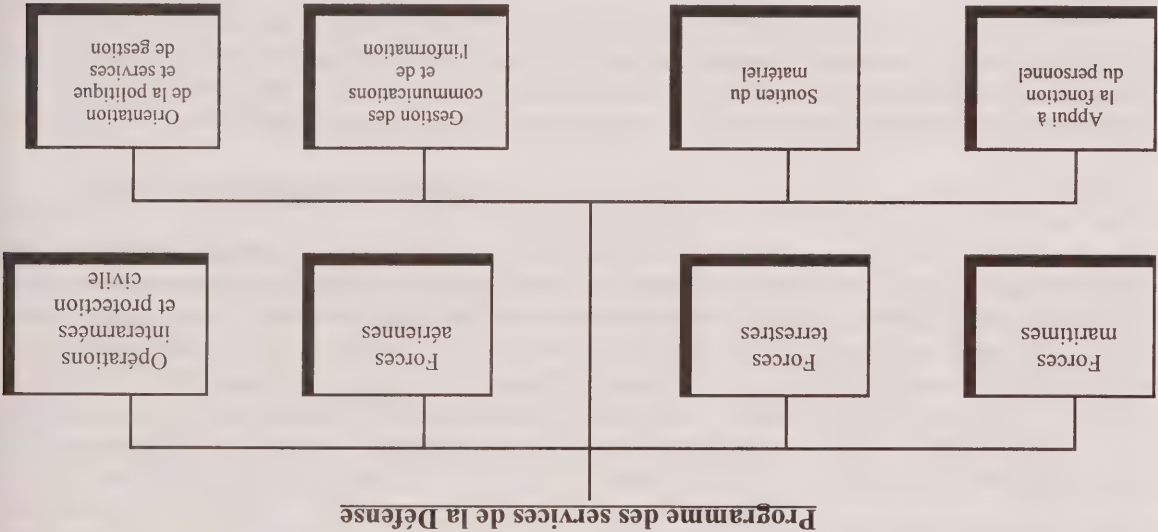 Programme des services de la Défense
Forces
maritimes
Forces
terrestres
Forces
aériennes
Opérations
interarmées
et protection
civile
Appui à
la fonction
du personnel
Soutien du
matériel
Gestion des
communications
et de
l'information
Orientation
de la politique
et services
de gestion